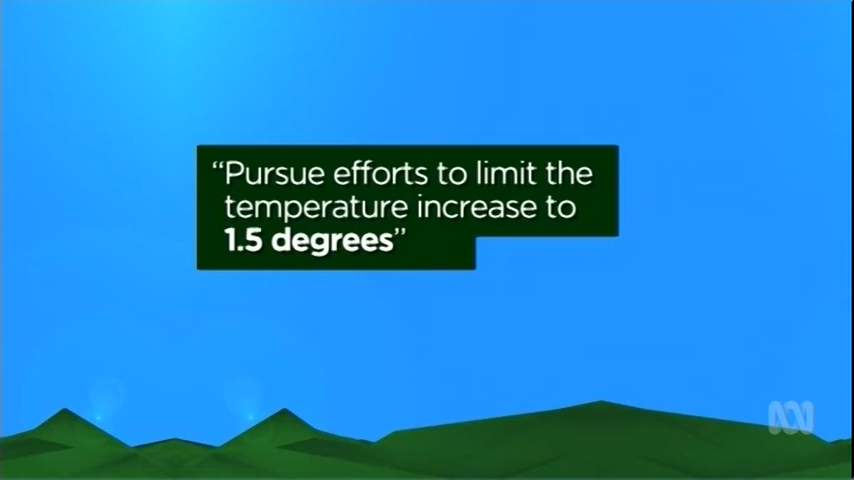 “Pursue efforts to limit the
temperature increase to
1.5 degrees”